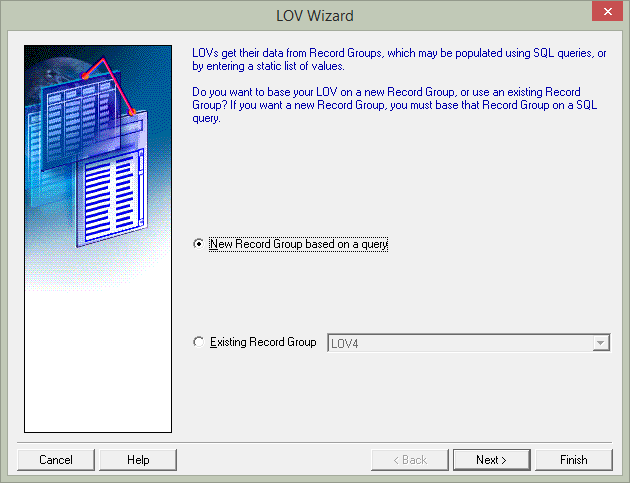 LOV Wizard
LOVs get their data from Record Groups, which may be populated using SQL queries, or
by entering a static list of values.
Do you want to base your LOV on a new Record Group, or use an existing Record
Group? If you want a new Record Group, you must base that Record Group on a SQL
query.
New Record Group based on a query
Existing Record Group LOV4
Cancel Help < Back Next > Finish